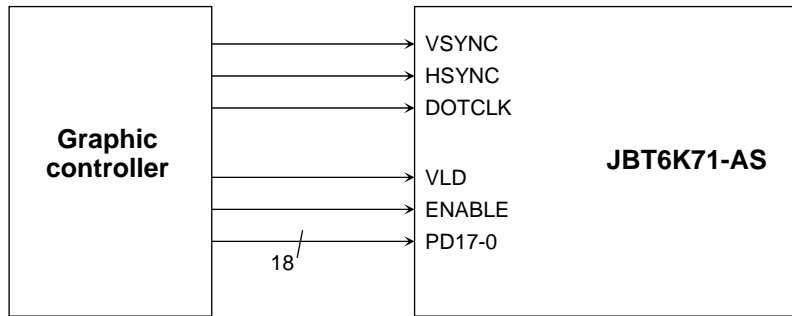 Graphic
controller
VSYNC
HSYNC
DOTCLK
VLD
ENABLE
PD17-0
18
JBT6K71-AS